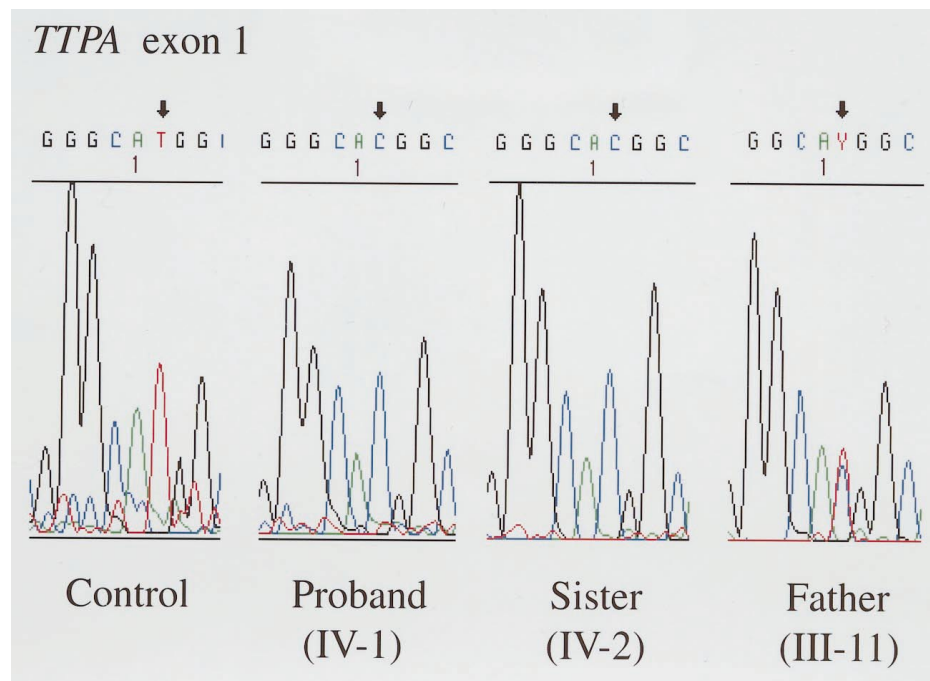 TTPA exon 1
G G G C A T G G
1
G G G C A C G G C
1
G G G C A C G G C
1
G G C A Y G G C
1
Control
Proband
(IV-1)
Sister
(IV-2)
Father
(III-11)